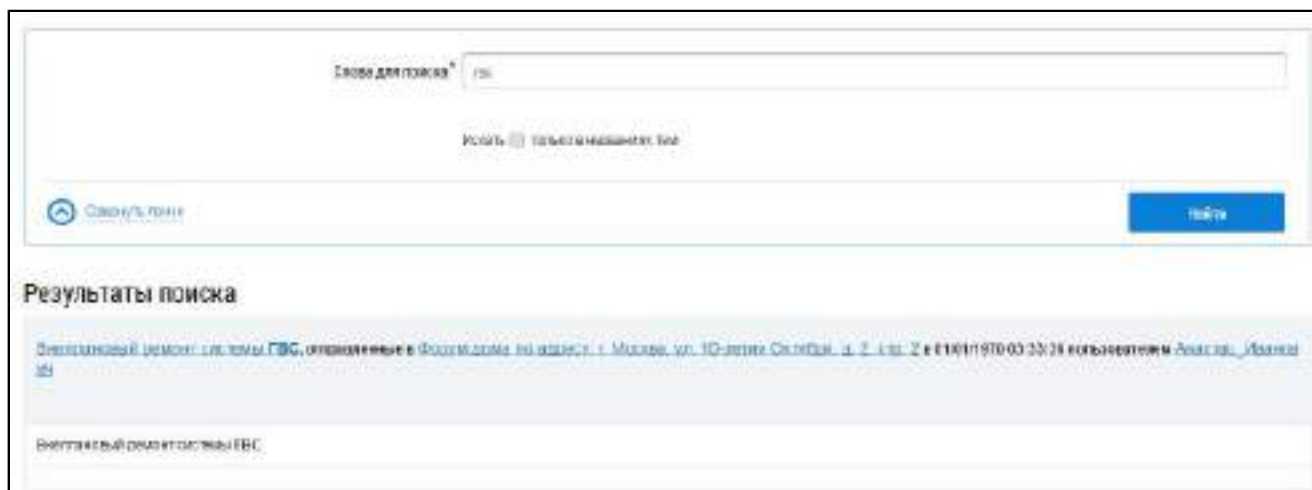 Слова для поиска* гвс
Искать только в названиях тем
Свернуть поиск
Найти
Результаты поиска
Внеплановый ремонт системы ГВС, отправленные в Форум дома по адресу: г. Москва, ул. 10-летия Октября, д. 2, стр. 2 в 01/01/1970 03:33:36 пользователем
Внеплановый ремонт системы ГВС